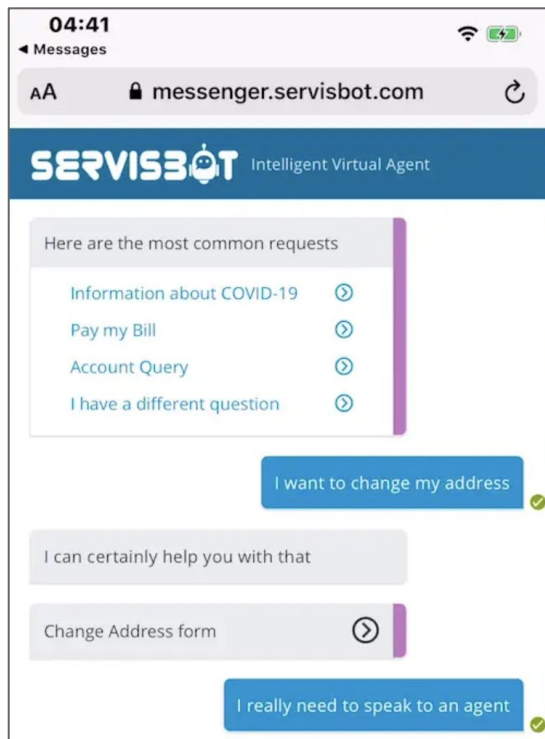 04:41
Messages
AA messenger.servisbot.com
SERVISBOT Intelligent Virtual Agent
Here are the most common requests
Information about COVID-19
Pay my Bill
Account Query
I have a different question
I want to change my address
I can certainly help you with that
Change Address form
I really need to speak to an agent